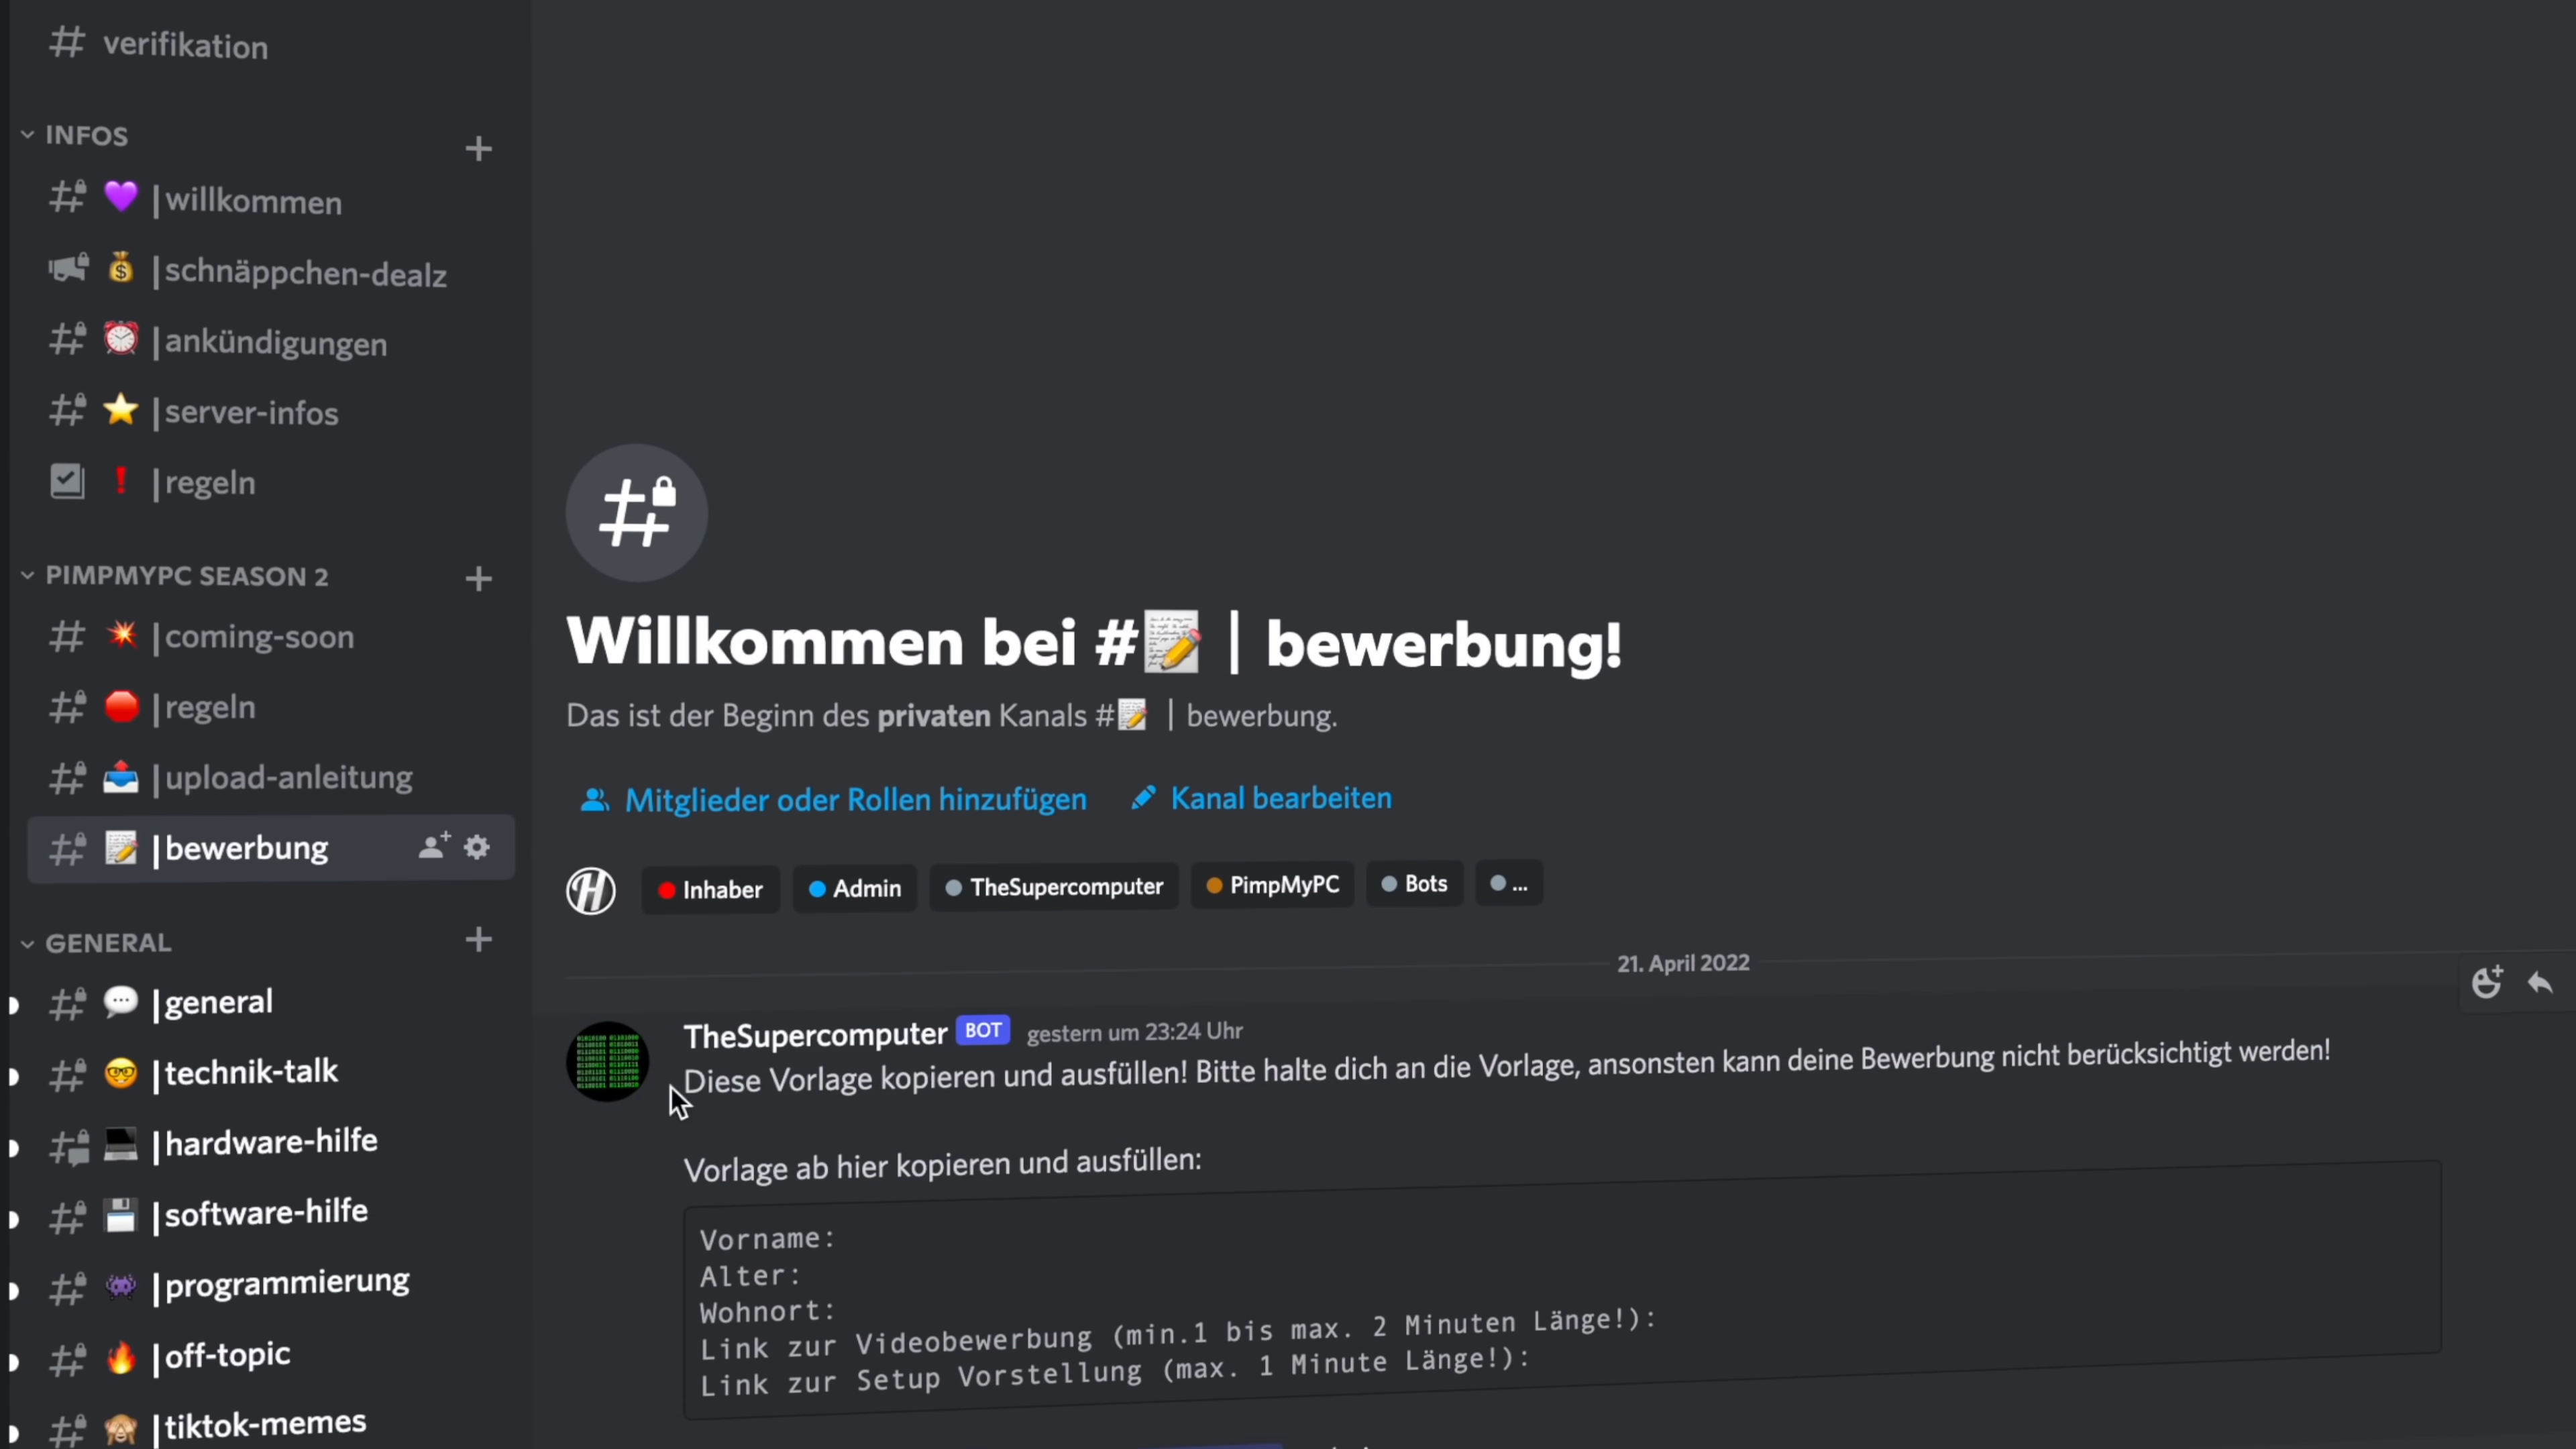 verifikation
INFOS
|willkommen
|schnäppchen-dealz
|ankündigungen
|server-infos
|regeln
PIMPMYPC SEASON 2
|coming-soon
|regeln
|upload-anleitung
|bewerbung
GENERAL
|general
|technik-talk
|hardware-hilfe
|software-hilfe
|programmierung
|off-topic
|tiktok-memes
Willkommen bei #📝 | bewerbung!
Das ist der Beginn des privaten Kanals #📝 | bewerbung.
Mitglieder oder Rollen hinzufügen Kanal bearbeiten
H Inhaber Admin TheSupercomputer PimpMyPC Bots ...
21. April 2022
TheSupercomputer BOT gestern um 23:24 Uhr
Diese Vorlage kopieren und ausfüllen! Bitte halte dich an die Vorlage, ansonsten kann deine Bewerbung nicht berücksichtigt werden!
Vorlage ab hier kopieren und ausfüllen:
Vorname:
Alter:
Wohnort:
Link zur Videobewerbung (min.1 bis max. 2 Minuten Länge!):
Link zur Setup Vorstellung (max. 1 Minute Länge!):